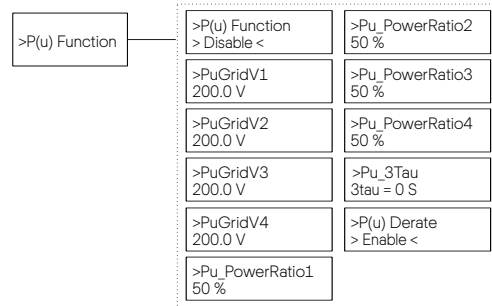 >P(u) Function
>P(u) Function
> Disable <
>PuGridV1
200.0 V
>PuGridV2
200.0 V
>PuGridV3
200.0 V
>PuGridV4
200.0 V
>Pu_PowerRatio1
50 %
>Pu_PowerRatio2
50 %
>Pu_PowerRatio3
50 %
>Pu_PowerRatio4
50 %
>Pu_3Tau
3tau = 0 S
>P(u) Derate
> Enable <